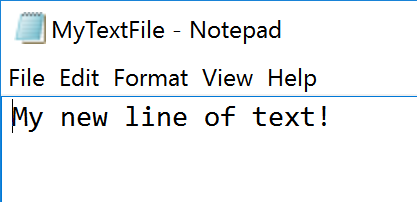 MyTextFile - Notepad
File Edit Format View Help
My new line of text!